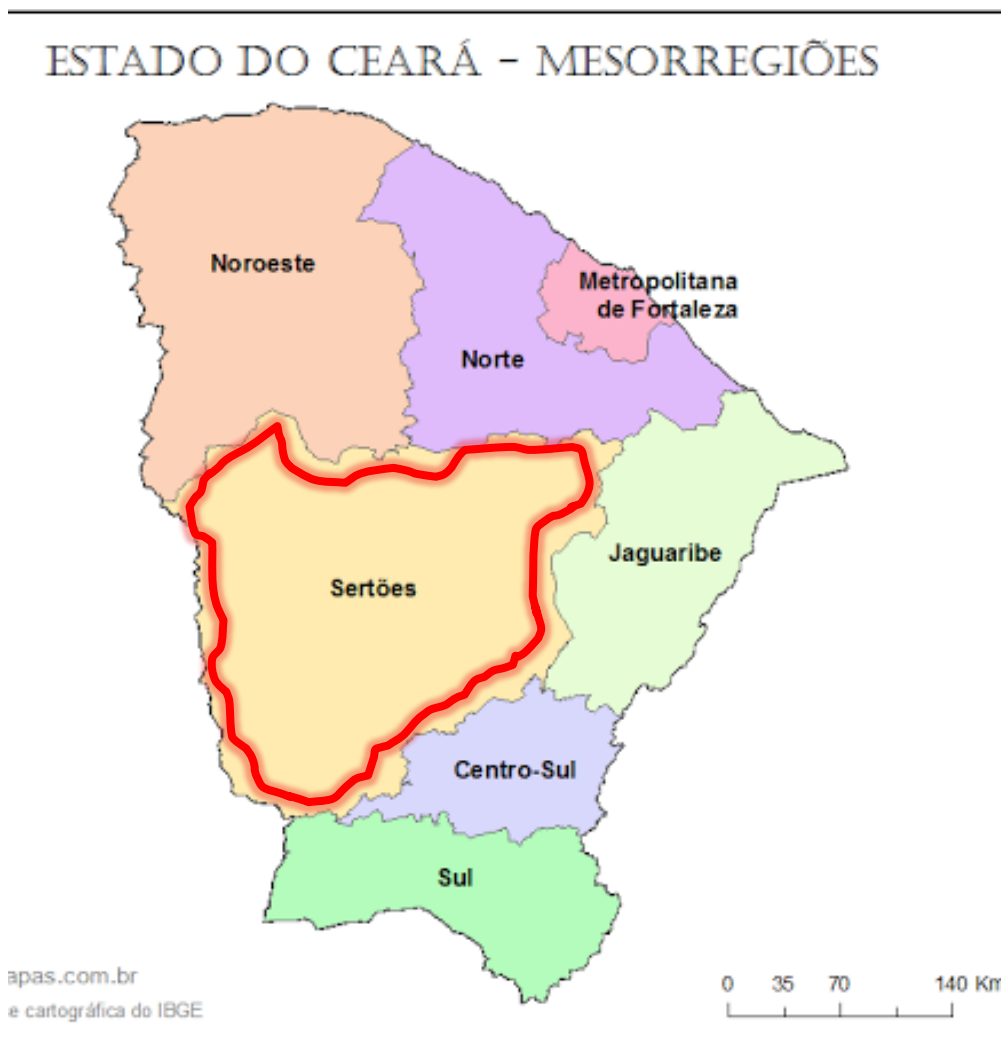 ESTADO DO CEARÁ - MESORREGIÕES
Noroeste
Metropolitana
de Fortaleza
Norte
Jaguaribe
Sertões
Centro-Sul
Sul
apas.com.br
0 35 70 140 Km
e cartográfica do IBGE